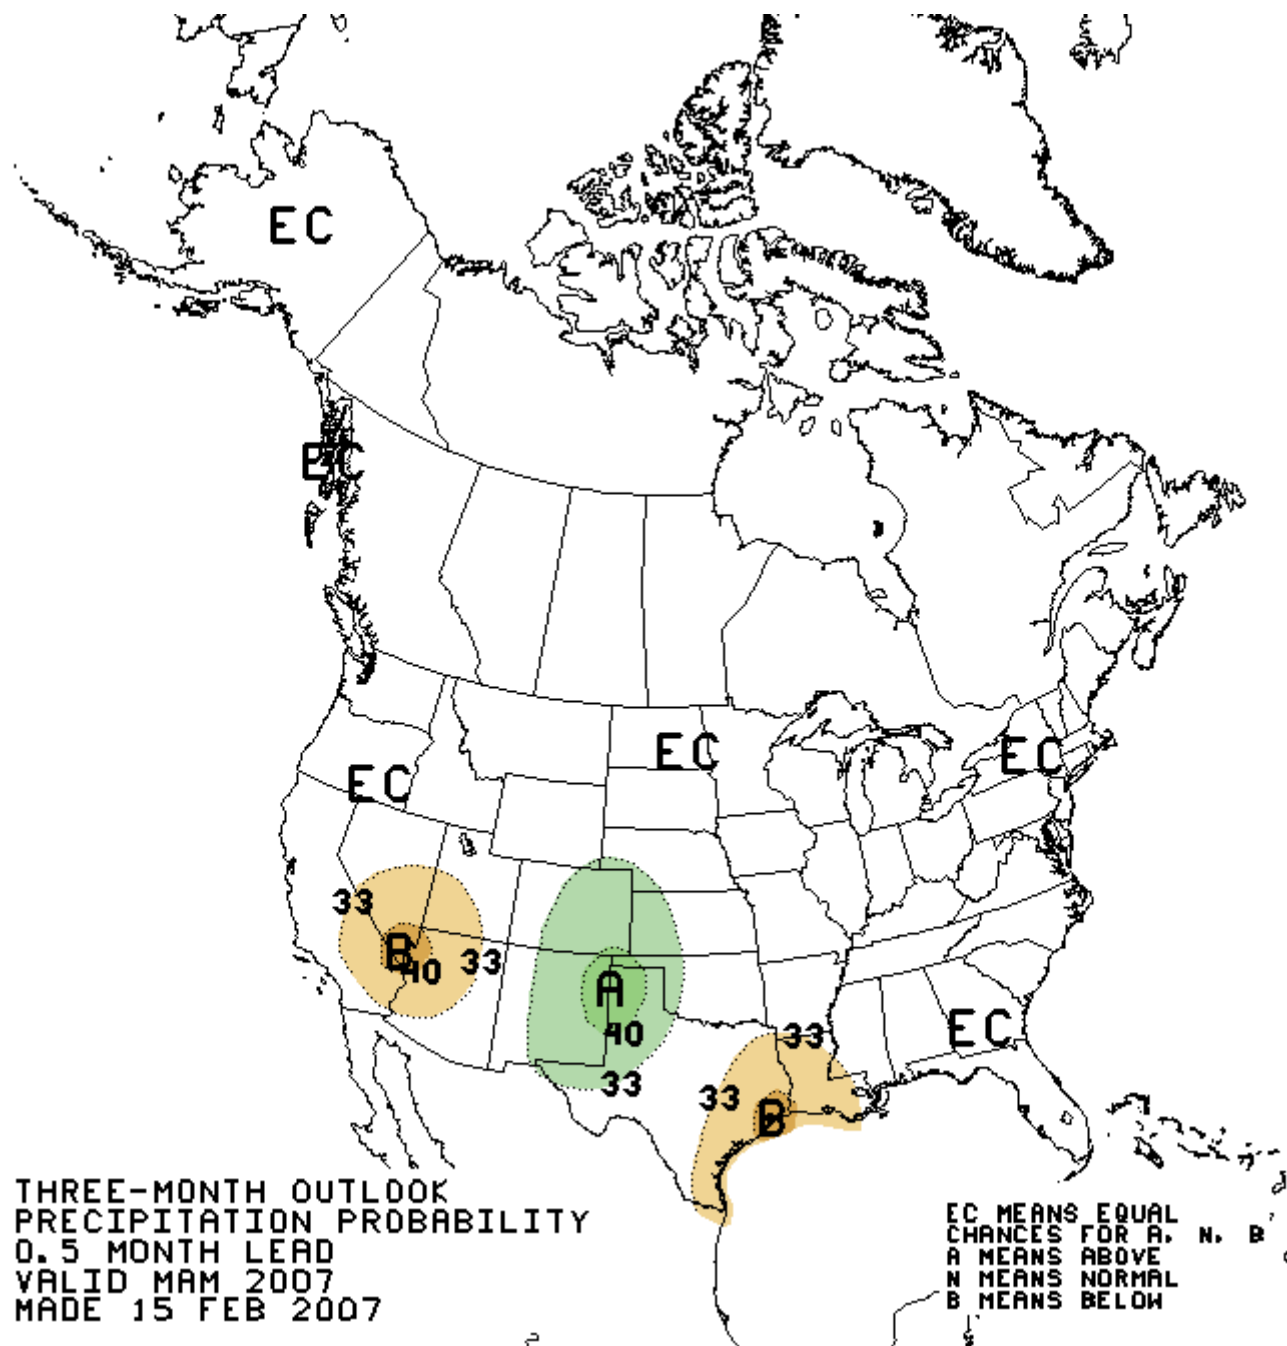 EC
EC
EC
EC
EC
33
B
40
33
A
40
33
EC
33
33
B
THREE-MONTH OUTLOOK
PRECIPITATION PROBABILITY
0.5 MONTH LEAD
VALID MAM 2007
MADE 15 FEB 2007
EC MEANS EQUAL
CHANCES FOR A, N, B
A MEANS ABOVE
N MEANS NORMAL
B MEANS BELOW